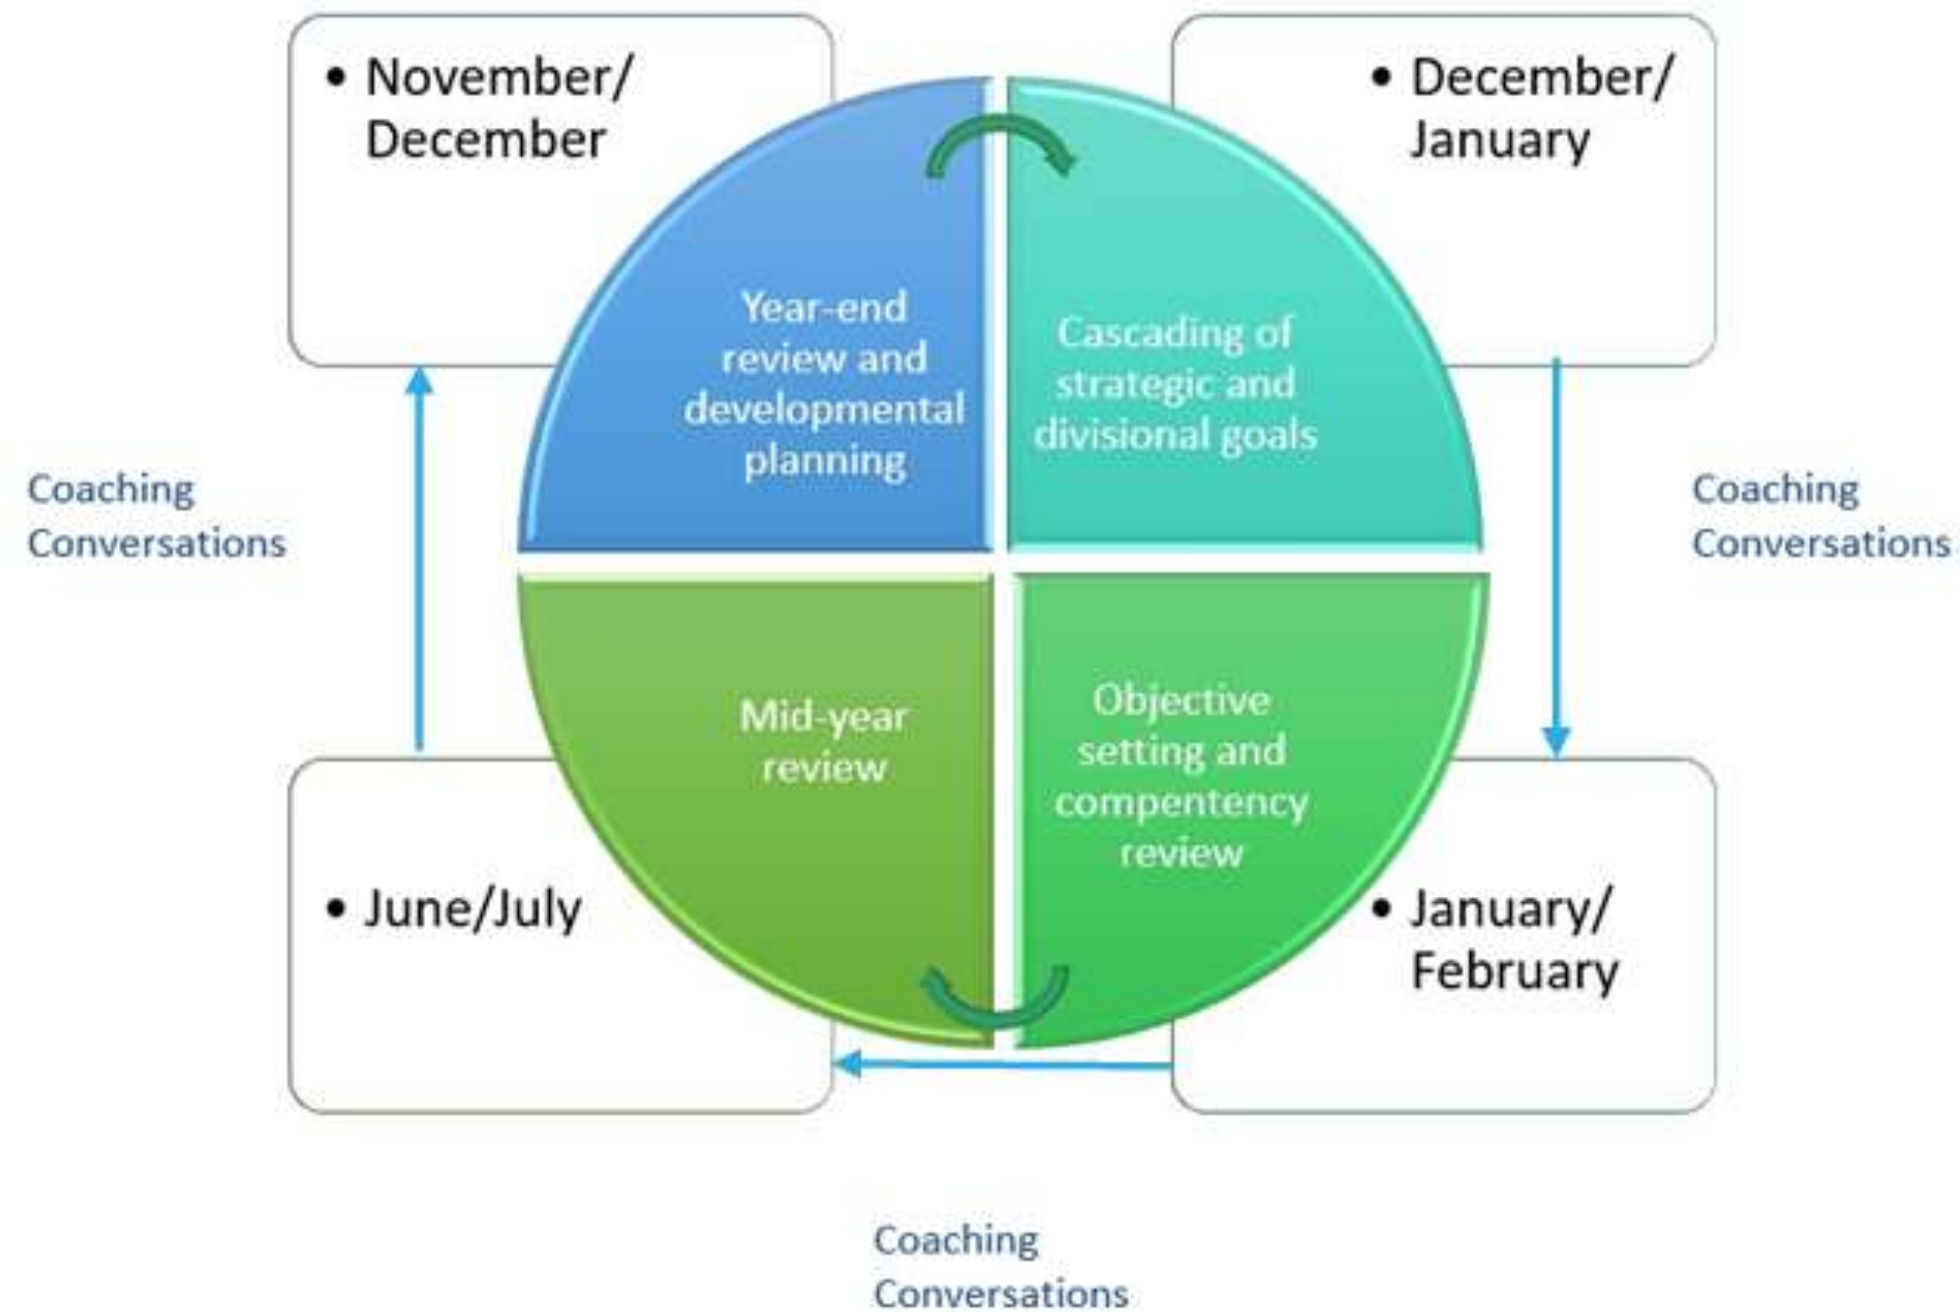 • November/
December
• December/
January
Year-end
review and
developmental
planning
Cascading of
strategic and
divisional goals
Coaching
Conversations
Coaching
Conversations
Mid-year
review
Objective
setting and
compentency
review
• June/July
• January/
February
Coaching
Conversations